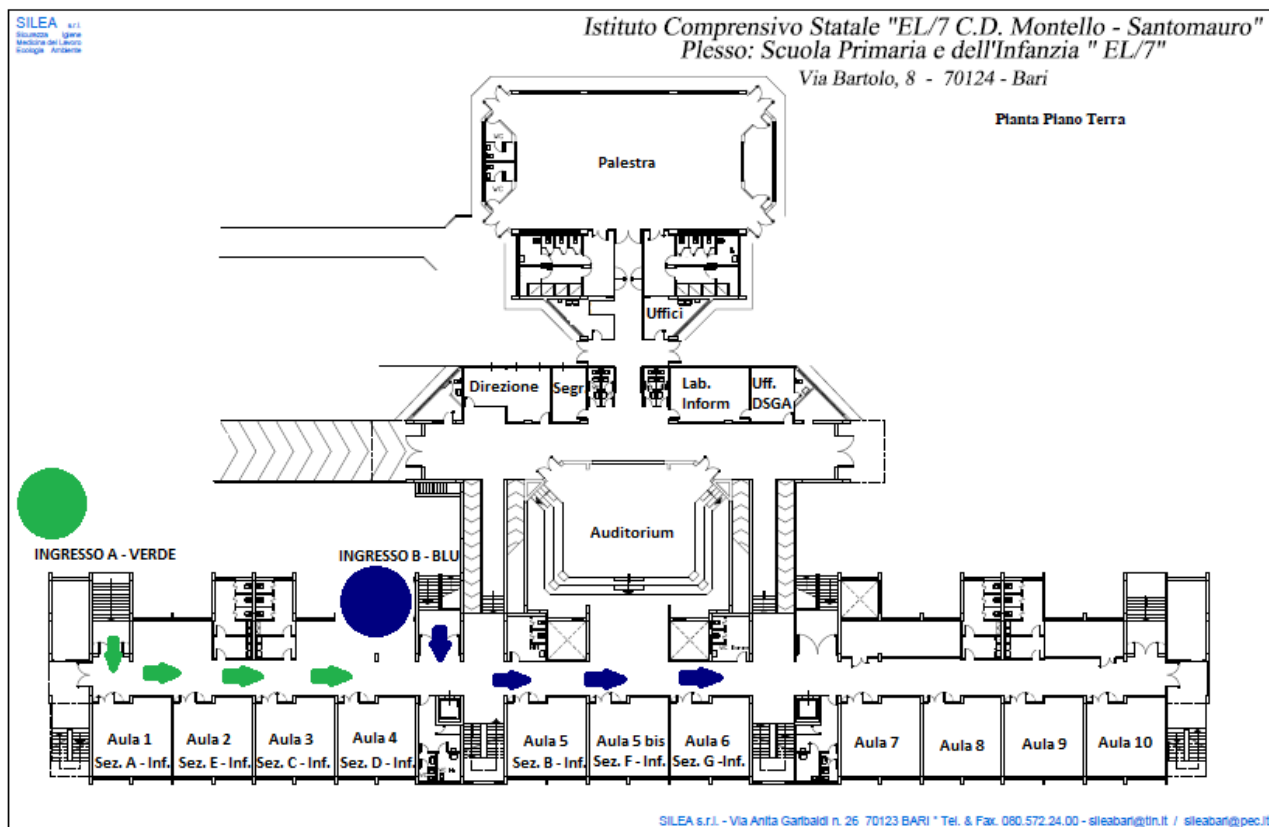 SILEA s.r.l.
Sicurezza Igiene
Medicina del Lavoro
Ecologia Ambiente
Istituto Comprensivo Statale "EL/7 C.D. Montello - Santomauro"
Plesso: Scuola Primaria e dell'Infanzia " EL/7"
Via Bartolo, 8 - 70124 - Bari
Pianta Piano Terra
Palestra
Uffici
Direzione
Segr
Lab.
Inform
Uff.
DSGA
Auditorium
INGRESSO A - VERDE
INGRESSO B - BLU
Aula 1
Sez. A - Inf.
Aula 2
Sez. E - Inf.
Aula 3
Sez. C - Inf.
Aula 4
Sez. D - Inf.
Aula 5
Sez. B - Inf.
Aula 5 bis
Sez. F - Inf.
Aula 6
Sez. G -Inf.
Aula 7
Aula 8
Aula 9
Aula 10
SILEA s.r.l. - Via Anita Garibaldi n. 26 70123 BARI * Tel. & Fax. 080.572.24.00 - sileabari@tin.it / sileabari@pec.it